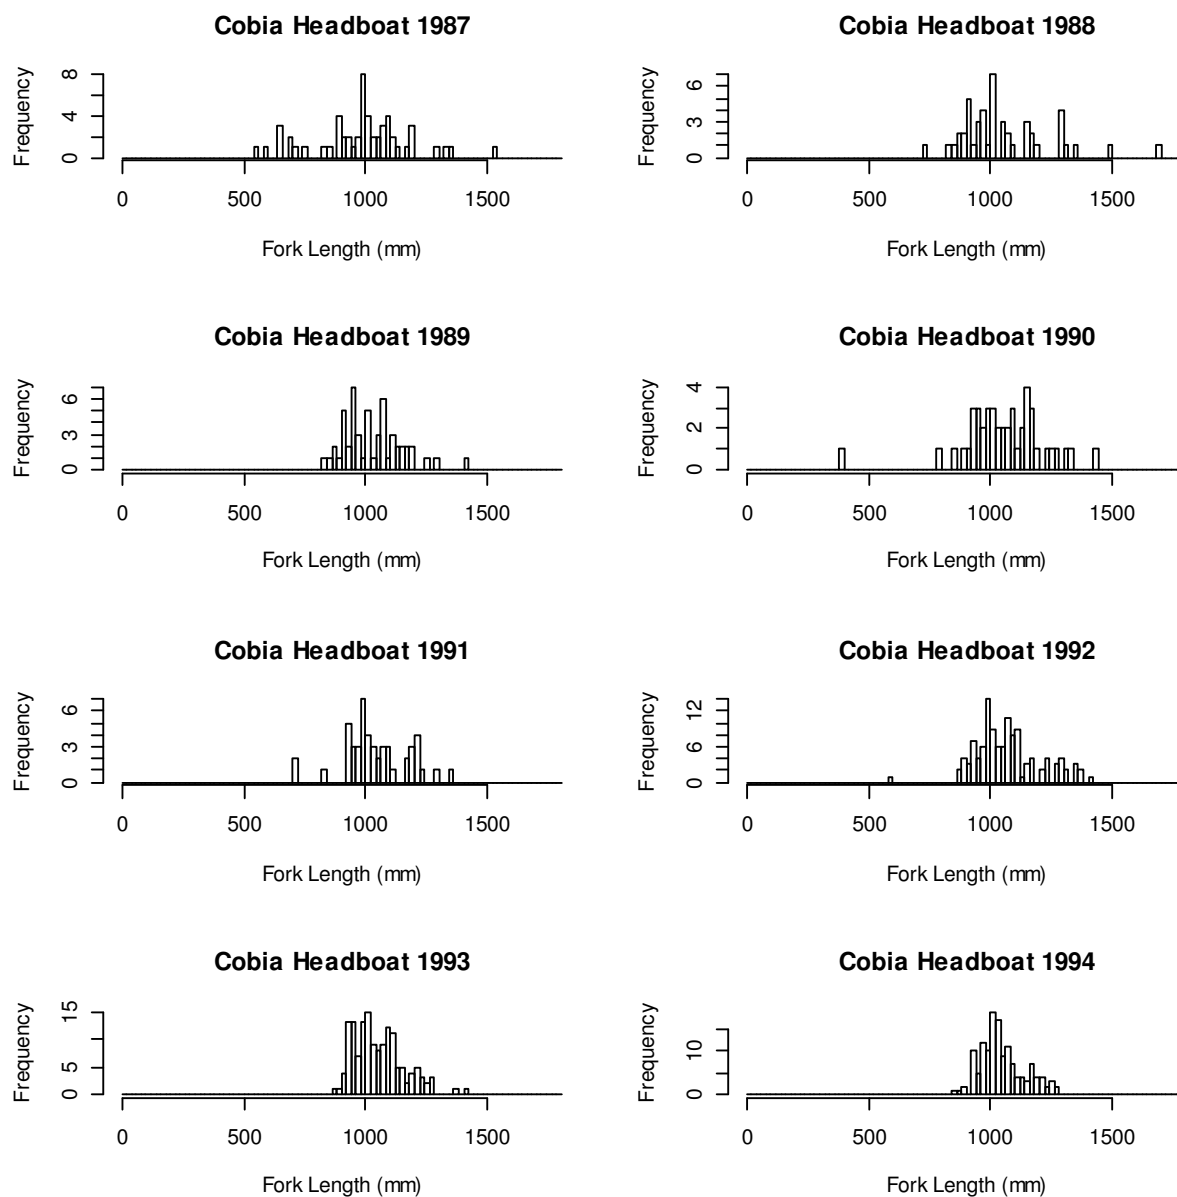 Cobia Headboat 1987
Frequency
0 4 8
0 500 1000 1500
Fork Length (mm)
Cobia Headboat 1988
Frequency
0 3 6
0 500 1000 1500
Fork Length (mm)
Cobia Headboat 1989
Frequency
0 3 6
0 500 1000 1500
Fork Length (mm)
Cobia Headboat 1990
Frequency
0 2 4
0 500 1000 1500
Fork Length (mm)
Cobia Headboat 1991
Frequency
0 3 6
0 500 1000 1500
Fork Length (mm)
Cobia Headboat 1992
Frequency
0 6 12
0 500 1000 1500
Fork Length (mm)
Cobia Headboat 1993
Frequency
0 5 15
0 500 1000 1500
Fork Length (mm)
Cobia Headboat 1994
Frequency
0 10
0 500 1000 1500
Fork Length (mm)